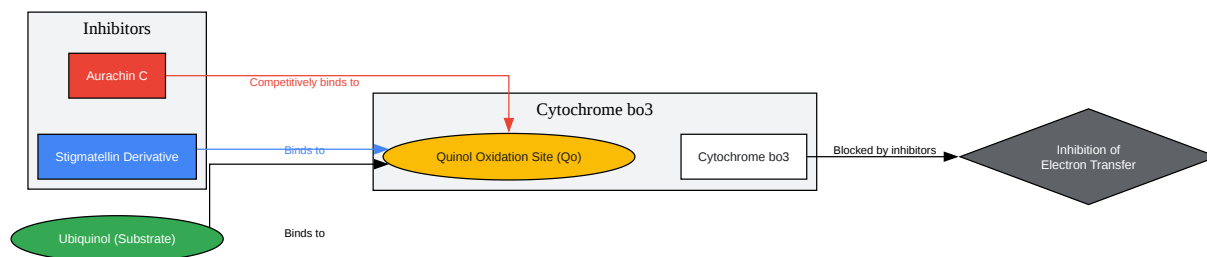 Inhibitors
Aurachin C
Competitively binds to
Cytochrome bo3
Stigmatellin Derivative
Binds to
Quinol Oxidation Site (Qo)
Cytochrome bo3
Blocked by inhibitors
Inhibition of
Electron Transfer
Ubiquinol (Substrate)
Binds to